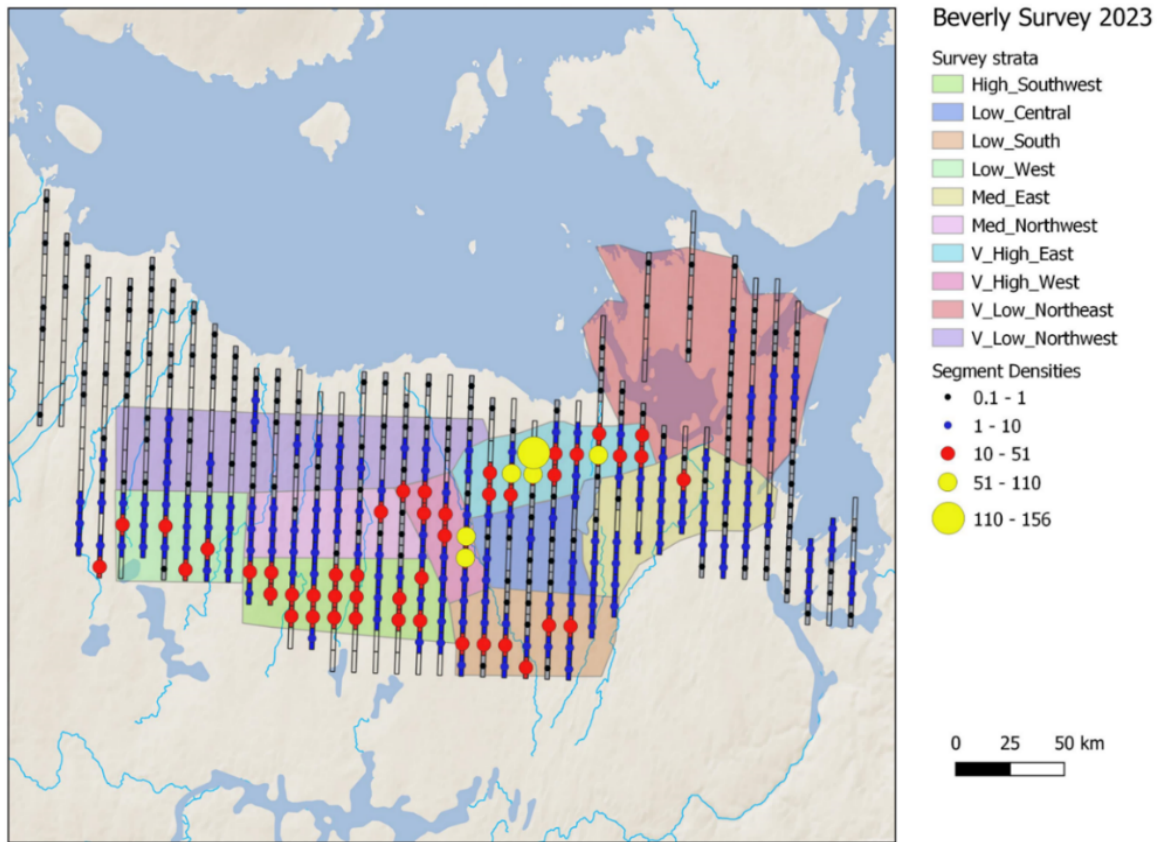 Beverly Survey 2023
Survey strata
High_Southwest
Low_Central
Low_South
Low_West
Med_East
Med_Northwest
V_High_East
V_High_West
V_Low_Northeast
V_Low_Northwest
Segment Densities
0.1 - 1
1 - 10
10 - 51
51 - 110
110 - 156
0 25 50 km